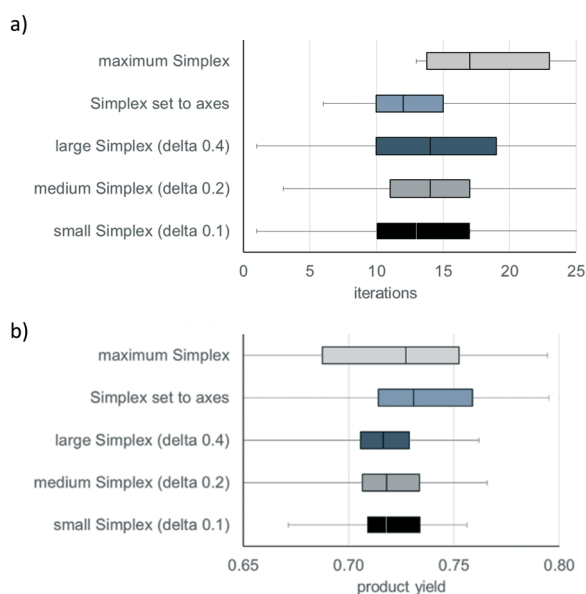 a)
maximum Simplex
Simplex set to axes
large Simplex (delta 0.4)
medium Simplex (delta 0.2)
small Simplex (delta 0.1)
0 5 10 15 20 25
iterations
b)
maximum Simplex
Simplex set to axes
large Simplex (delta 0.4)
medium Simplex (delta 0.2)
small Simplex (delta 0.1)
0.65 0.70 0.75 0.80
product yield